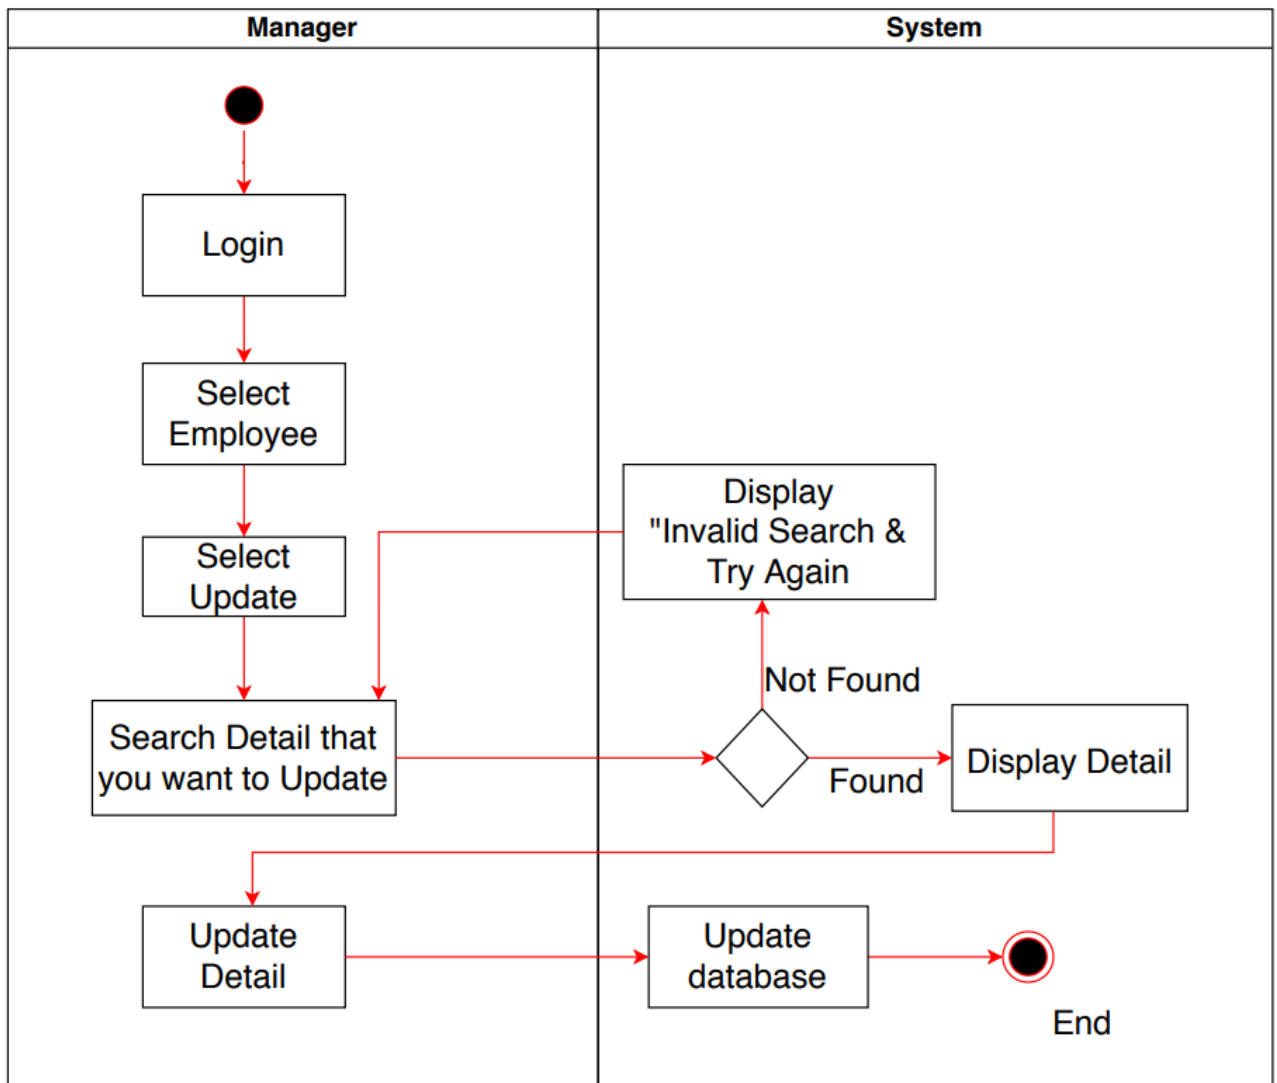 Manager
System
Login
Select
Employee
Select
Update
Display
"Invalid Search &
Try Again
Not Found
Search Detail that
you want to Update
Found
Display Detail
Update
Detail
Update
database
End